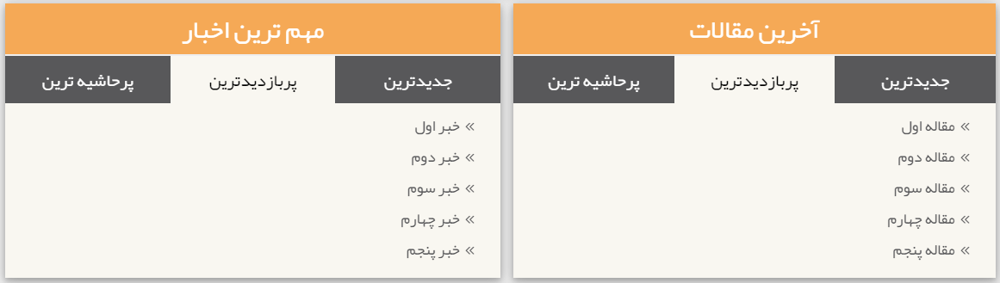 آخرین مقالات
جدیدترین
پربازدیدترین
پرحاشیه ترین
» مقاله اول
» مقاله دوم
» مقاله سوم
» مقاله چهارم
» مقاله پنجم
مهم ترین اخبار
جدیدترین
پربازدیدترین
پرحاشیه ترین
» خبر اول
» خبر دوم
» خبر سوم
» خبر چهارم
» خبر پنجم